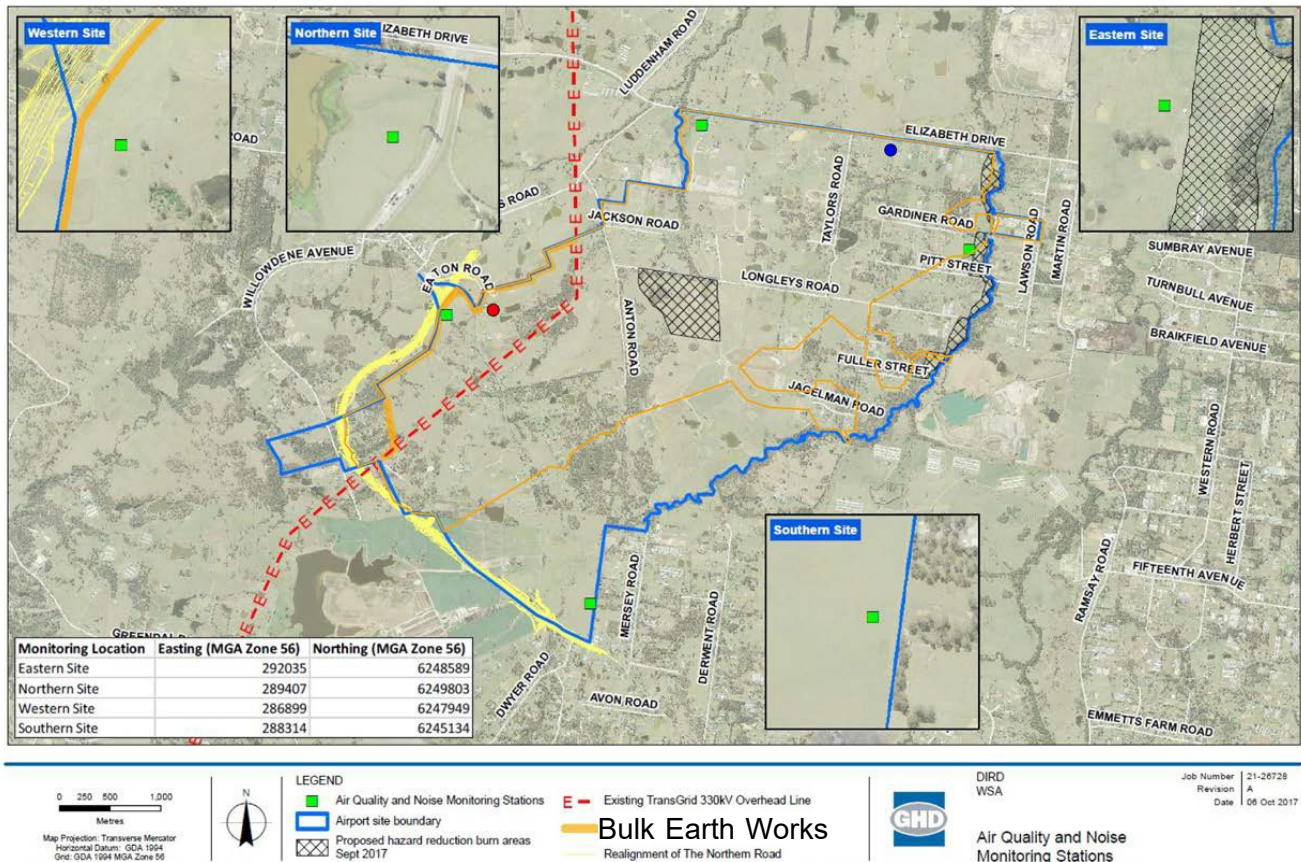 Western Site
Northern Site
IZABETH DRIVE
LUDDENHAM ROAD
Eastern Site
ROAD
ELIZABETH DRIVE
S ROAD
JACKSON ROAD
TAYLORS ROAD
GARDINER ROAD
LAWSON ROAD
MARTIN ROAD
PITT STREET
SUMBRAY AVENUE
WILLOWDENE AVENUE
EATON ROAD
LONGLEYS ROAD
TURNBULL AVENUE
ANTON ROAD
BRAIKFIELD AVENUE
FULLER STREET
JAGELMAN ROAD
WESTERN ROAD
HERBERT STREET
Southern Site
MERSEY ROAD
DERWENT ROAD
RAMSAY ROAD
FIFTEENTH AVENUE
DWYER ROAD
AVON ROAD
EMMETTS FARM ROAD
E E E E E E E E E E E E E E E E E E E E
Monitoring Location Easting (MGA Zone 56) Northing (MGA Zone 56)
Eastern Site 292035 6248589
Northern Site 289407 6249803
Western Site 286899 6247949
Southern Site 288314 6245134
0 250 500 1,000
Metres
Map Projection: Transverse Mercator
Horizontal Datum: GDA 1994
Grid: GDA 1994 MGA Zone 56
N
LEGEND
Air Quality and Noise Monitoring Stations
Airport site boundary
Proposed hazard reduction burn areas
Sept 2017
E Existing TransGrid 330kV Overhead Line
Bulk Earth Works
Realignment of The Northern Road
GHD
DIRD
WSA
Air Quality and Noise
Monitoring Stations
Job Number 21-26728
Revision A
Date 06 Oct 2017